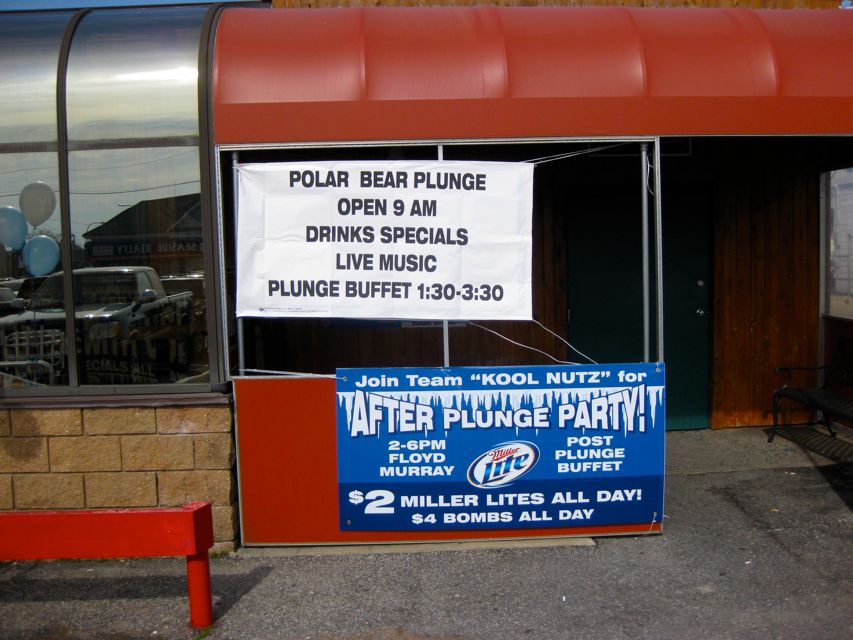 POLAR BEAR PLUNGE
OPEN 9 AM
DRINKS SPECIALS
LIVE MUSIC
PLUNGE BUFFET 1:30-3:30
Join Team "KOOL NUTZ" for
AFTER PLUNGE PARTY!
2-6PM
FLOYD
MURRAY
Miller
Lite
POST
PLUNGE
BUFFET
$2 MILLER LITES ALL DAY!
$4 BOMBS ALL DAY